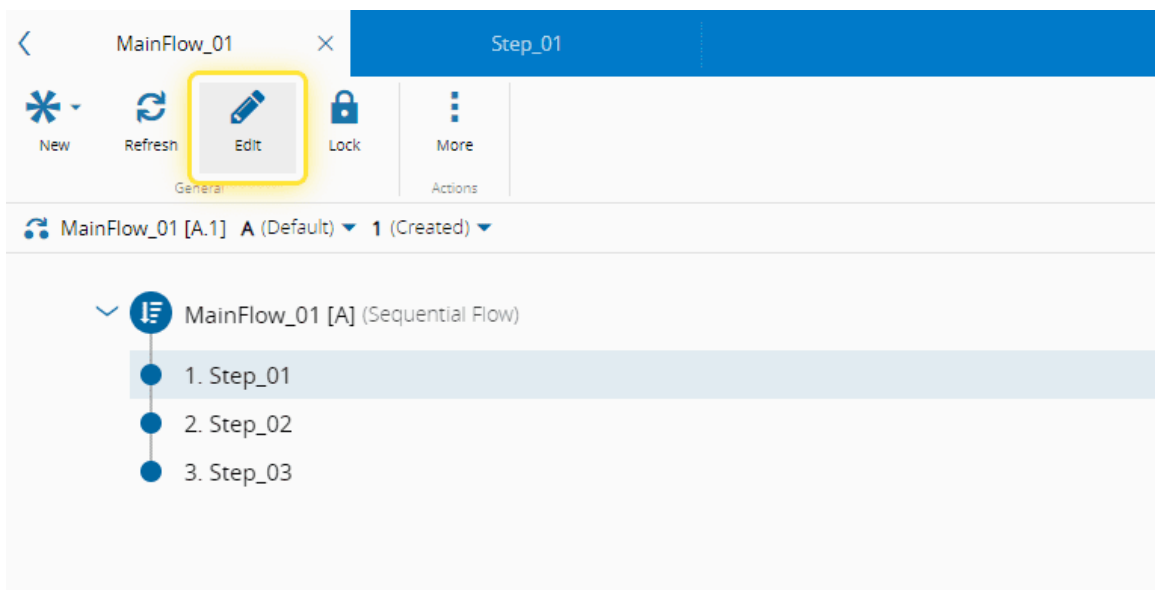 MainFlow_01 Step_01
New Refresh Edit Lock More
General Actions
MainFlow_01 [A.1] A (Default) 1 (Created)
MainFlow_01 [A] (Sequential Flow)
1. Step_01
2. Step_02
3. Step_03